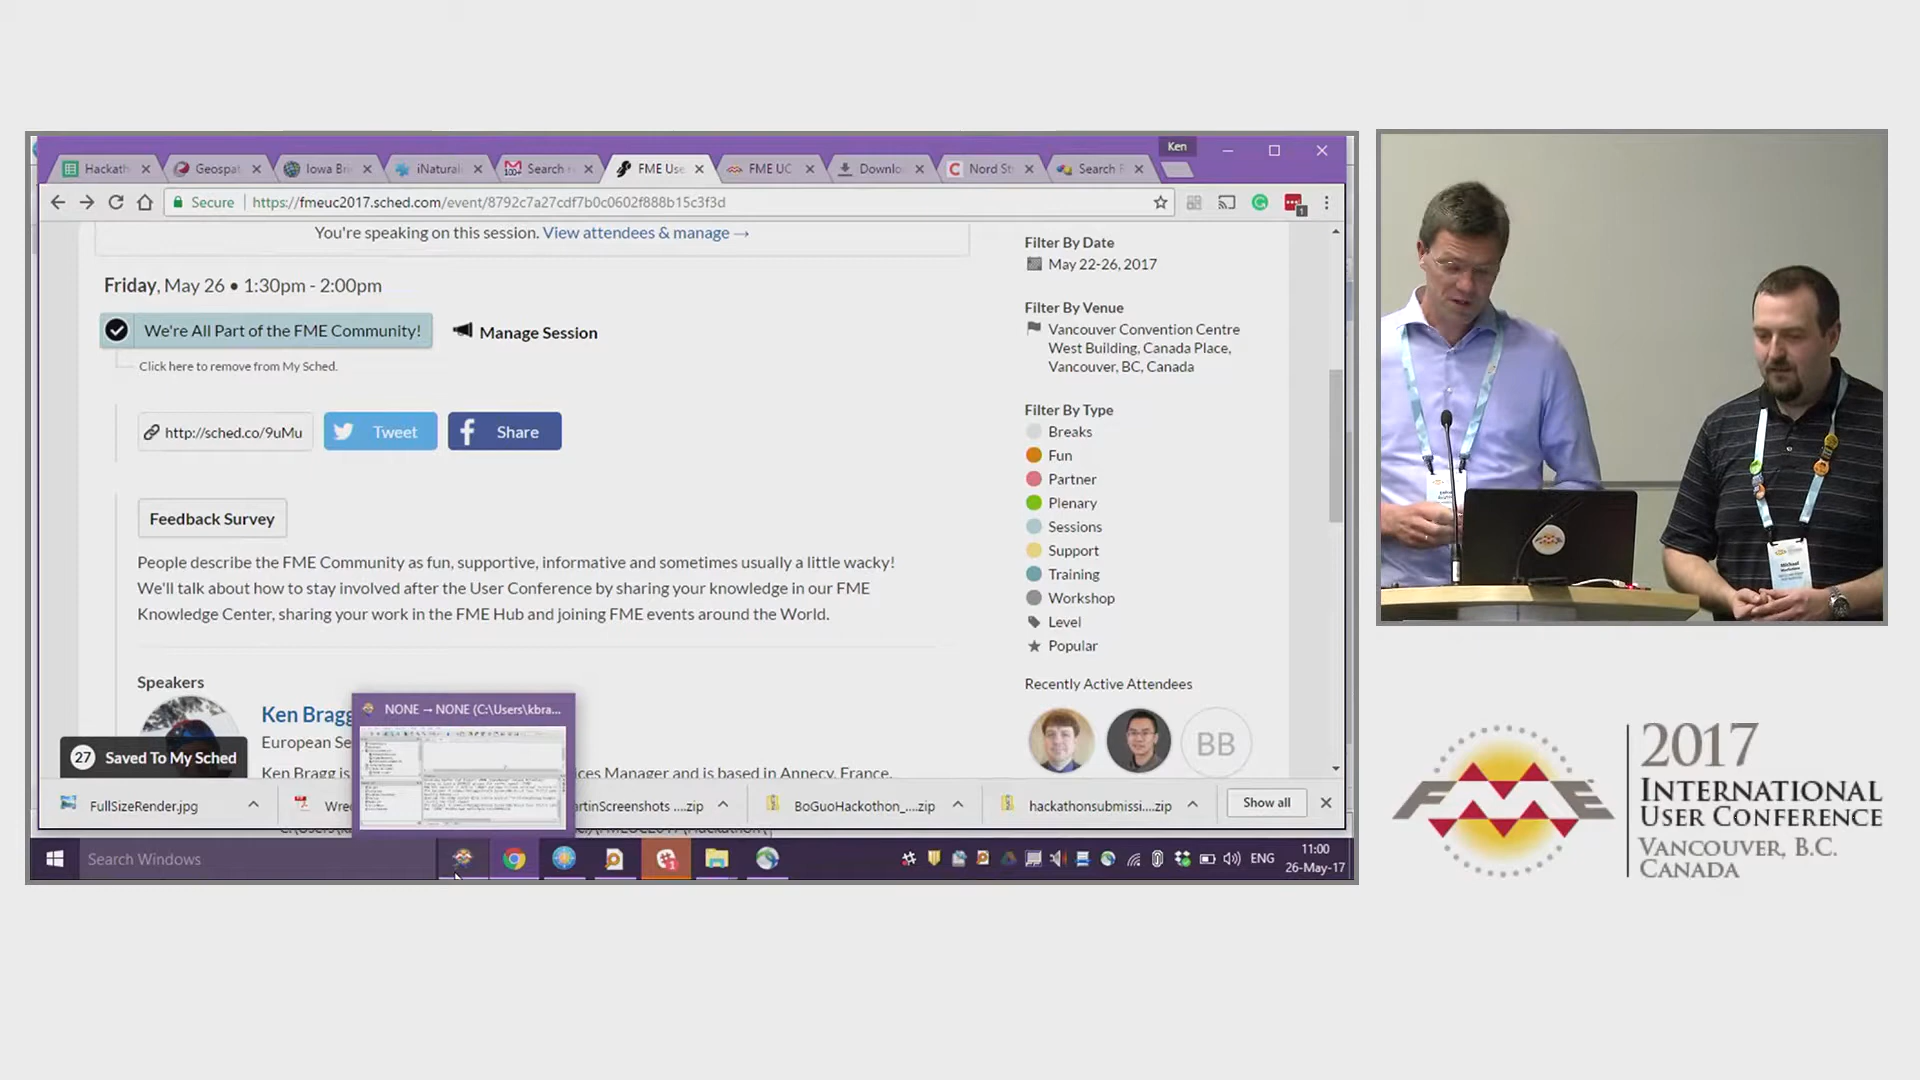 Ken
Hackath
Geospat
Iowa Bri
iNatural
Search r
FME Use
FME UC
Downlo
Nord St
Search F
Secure
https://fmeuc2017.sched.com/event/8792c7a27cdf7b0c0602f888b15c3f3d
You're speaking on this session. View attendees & manage →
Friday, May 26 • 1:30pm - 2:00pm
We're All Part of the FME Community!
Manage Session
Click here to remove from My Sched.
http://sched.co/9uMu
Tweet
Share
Feedback Survey
People describe the FME Community as fun, supportive, informative and sometimes usually a little wacky!
We'll talk about how to stay involved after the User Conference by sharing your knowledge in our FME
Knowledge Center, sharing your work in the FME Hub and joining FME events around the World.
Speakers
Ken Bragg
European Se
Ken Bragg is
ices Manager and is based in Annecy, France.
27 Saved To My Sched
NONE → NONE (C:\Users\kbra...
Filter By Date
May 22-26, 2017
Filter By Venue
Vancouver Convention Centre
West Building, Canada Place,
Vancouver, BC, Canada
Filter By Type
Breaks
Fun
Partner
Plenary
Sessions
Support
Training
Workshop
Level
Popular
Recently Active Attendees
BB
FullSizeRender.jpg
Wre
artinScreenshots ....zip
BoGuoHackothon_....zip
hackathonsubmissi....zip
Show all
Search Windows
ENG
11:00
26-May-17
Michael
FME
2017
INTERNATIONAL
USER CONFERENCE
VANCOUVER, B.C.
CANADA